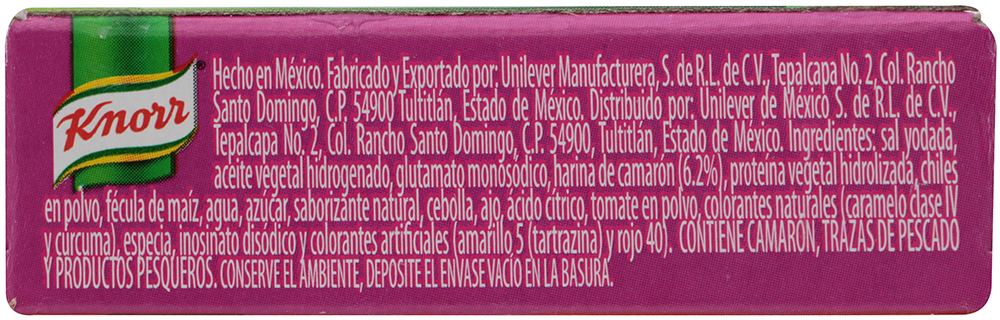 Knorr®
Hecho en México. Fabricado y Exportado por: Unilever Manufacturera, S. de R.L. de C.V., Tepalcapa No. 2, Col. Rancho
Santo Domingo, C.P. 54900 Tultitlán, Estado de México. Distribuido por: Unilever de México S. de R.L. de C.V.,
Tepalcapa No. 2, Col. Rancho Santo Domingo, C.P. 54900, Tultitlán, Estado de México. Ingredientes: sal yodada,
aceite vegetal hidrogenado, glutamato monosódico, harina de camarón (6.2%), proteína vegetal hidrolizada, chiles
en polvo, fécula de maíz, agua, azúcar, saborizante natural, cebolla, ajo, ácido cítrico, tomate en polvo, colorantes naturales (caramelo clase IV
y cúrcuma), especia, inosinato disódico y colorantes artificiales (amarillo 5 (tartrazina) y rojo 40). CONTIENE CAMARÓN, TRAZAS DE PESCADO
Y PRODUCTOS PESQUEROS. CONSERVE EL AMBIENTE, DEPOSITE EL ENVASE VACÍO EN LA BASURA.